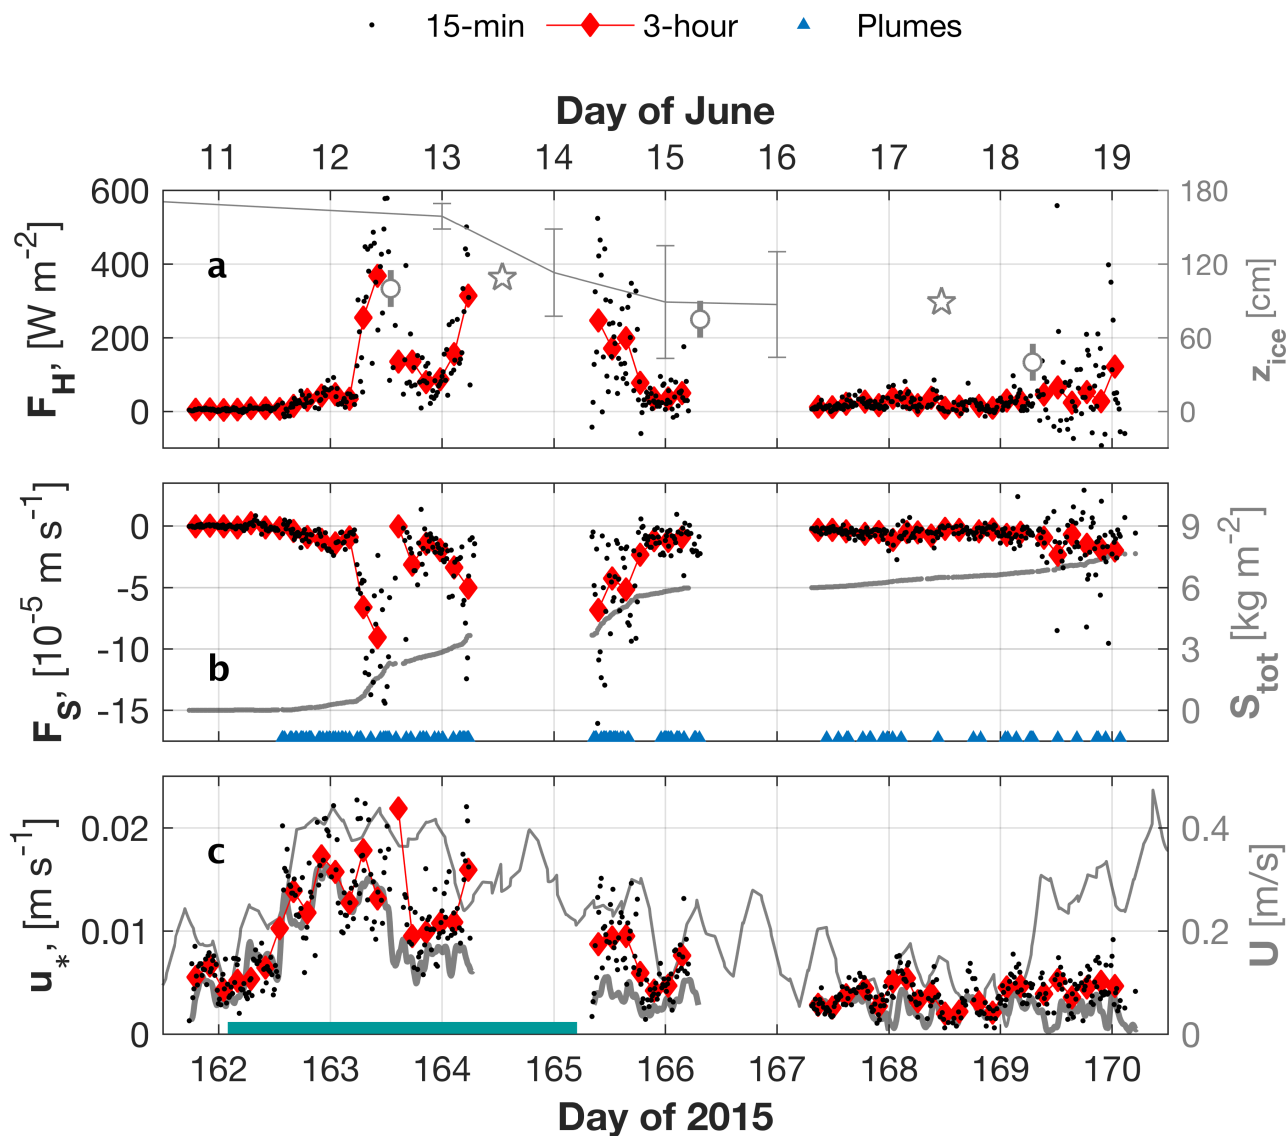 15-min 3-hour Plumes
Day of June
11 12 13 14 15 16 17 18 19
600 180
400 120
200 60
0 0
F_H, [W m^-2]
z_ice [cm]
a
0 9
-5 6
-10 3
-15 0
F_S, [10^-5 m s^-1]
S_tot [kg m^-2]
b
0.02 0.4
0.01 0.2
0 0
u_*, [m s^-1]
U [m/s]
c
162 163 164 165 166 167 168 169 170
Day of 2015